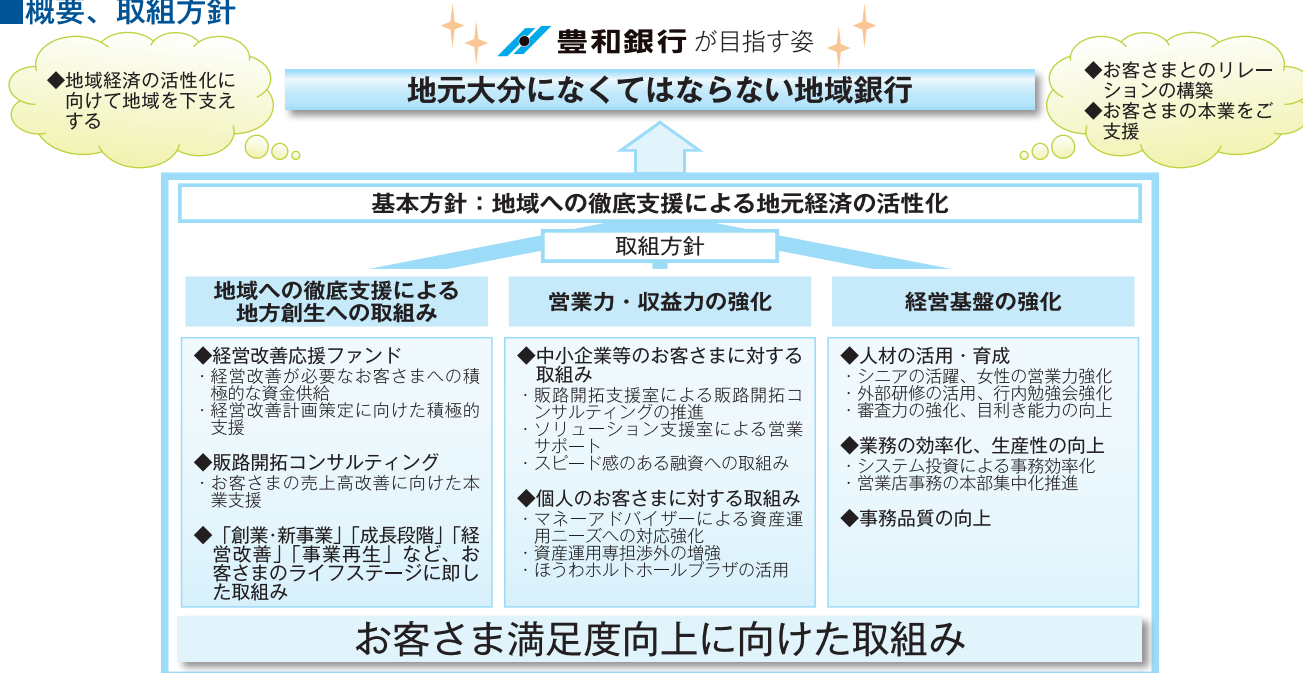 ■概要、取組方針
豊和銀行 が目指す姿
◆地域経済の活性化に
向けて地域を下支え
する
地元大分になくてはならない地域銀行
◆お客さまとのリレー
ションの構築
◆お客さまの本業をご
支援
基本方針：地域への徹底支援による地元経済の活性化
取組方針
地域への徹底支援による
地方創生への取組み
◆経営改善応援ファンド
・経営改善が必要なお客さまへの積
極的な資金供給
・経営改善計画策定に向けた積極的
支援
◆販路開拓コンサルティング
・お客さまの売上高改善に向けた本
業支援
◆「創業・新事業」「成長段階」「経
営改善」「事業再生」など、お
客さまのライフステージに即し
た取組み
営業力・収益力の強化
◆中小企業等のお客さまに対する
取組み
・販路開拓支援室による販路開拓コ
ンサルティングの推進
・ソリューション支援室による営業
サポート
・スピード感のある融資への取組み
◆個人のお客さまに対する取組み
・マネーアドバイザーによる資産運
用ニーズへの対応強化
・資産運用専担渉外の増強
・ほうわホルトホールプラザの活用
経営基盤の強化
◆人材の活用・育成
・シニアの活躍、女性の営業力強化
・外部研修の活用、行内勉強会強化
・審査力の強化、目利き能力の向上
◆業務の効率化、生産性の向上
・システム投資による事務効率化
・営業店事務の本部集中化推進
◆事務品質の向上
お客さま満足度向上に向けた取組み